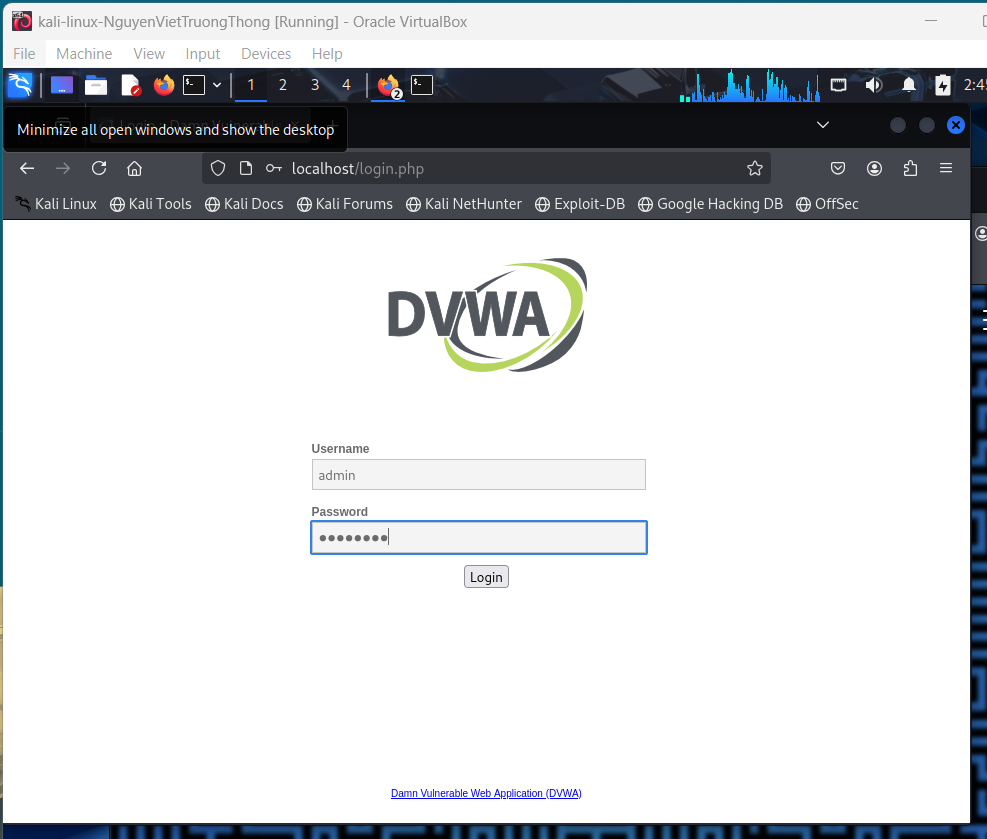 kali-linux-NguyenVietTruongThong [Running] - Oracle VirtualBox
File Machine View Input Devices Help
1 2 3 4 2 2:45
Minimize all open windows and show the desktop
localhost/login.php
Kali Linux Kali Tools Kali Docs Kali Forums Kali NetHunter Exploit-DB Google Hacking DB OffSec
DVWA
Username
admin
Password
Login
Damn Vulnerable Web Application (DVWA)